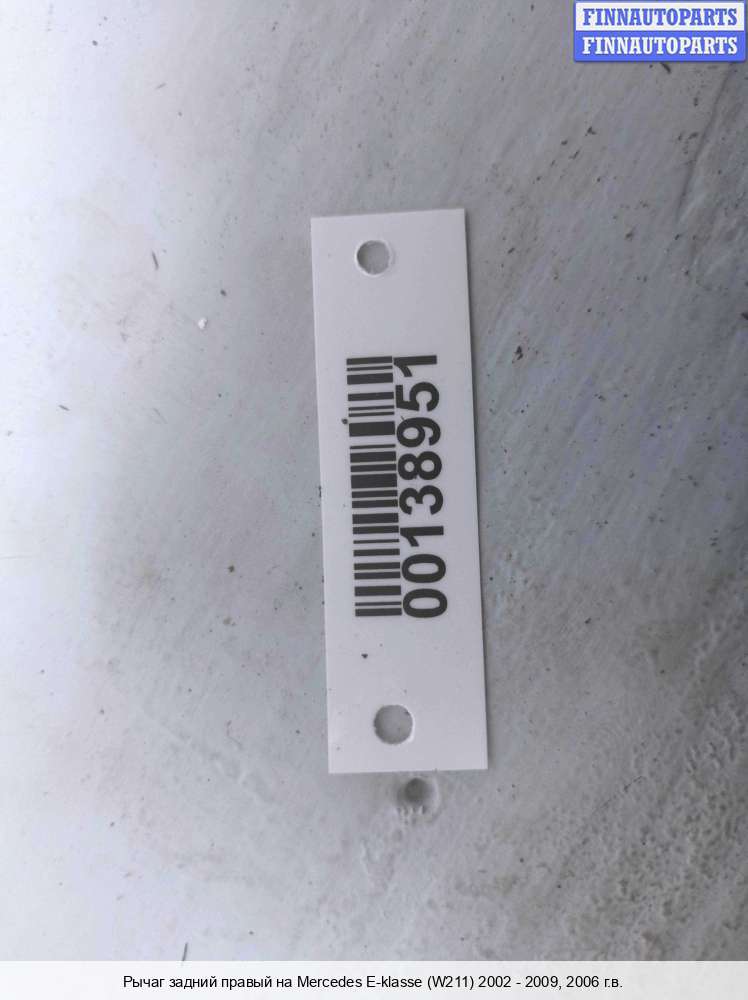 FINNAUTOPARTS
FINNAUTOPARTS
00138951
Рычаг задний правый на Mercedes E-klasse (W211) 2002 - 2009, 2006 г.в.